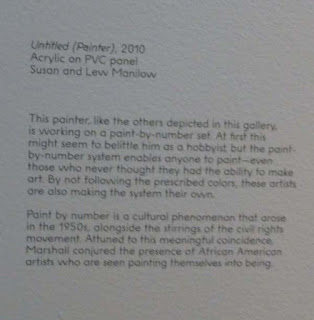 Untitled (Painter), 2010
Acrylic on PVC panel
Susan and Lew Manilow
This painter, like the others depicted in this gallery,
is working on a paint-by-number set. At first this
might seem to belittle him as a hobbyist but the paint-
by-number system enables anyone to paint—even
those who never thought they had the ability to make
art. By not following the prescribed colors, these artists
are also making the system their own.
Paint by number is a cultural phenomenon that arose
in the 1950s, alongside the stirrings of the civil rights
movement. Attuned to this meaningful coincidence,
Marshall conjured the presence of African American
artists who are seen painting themselves into being.